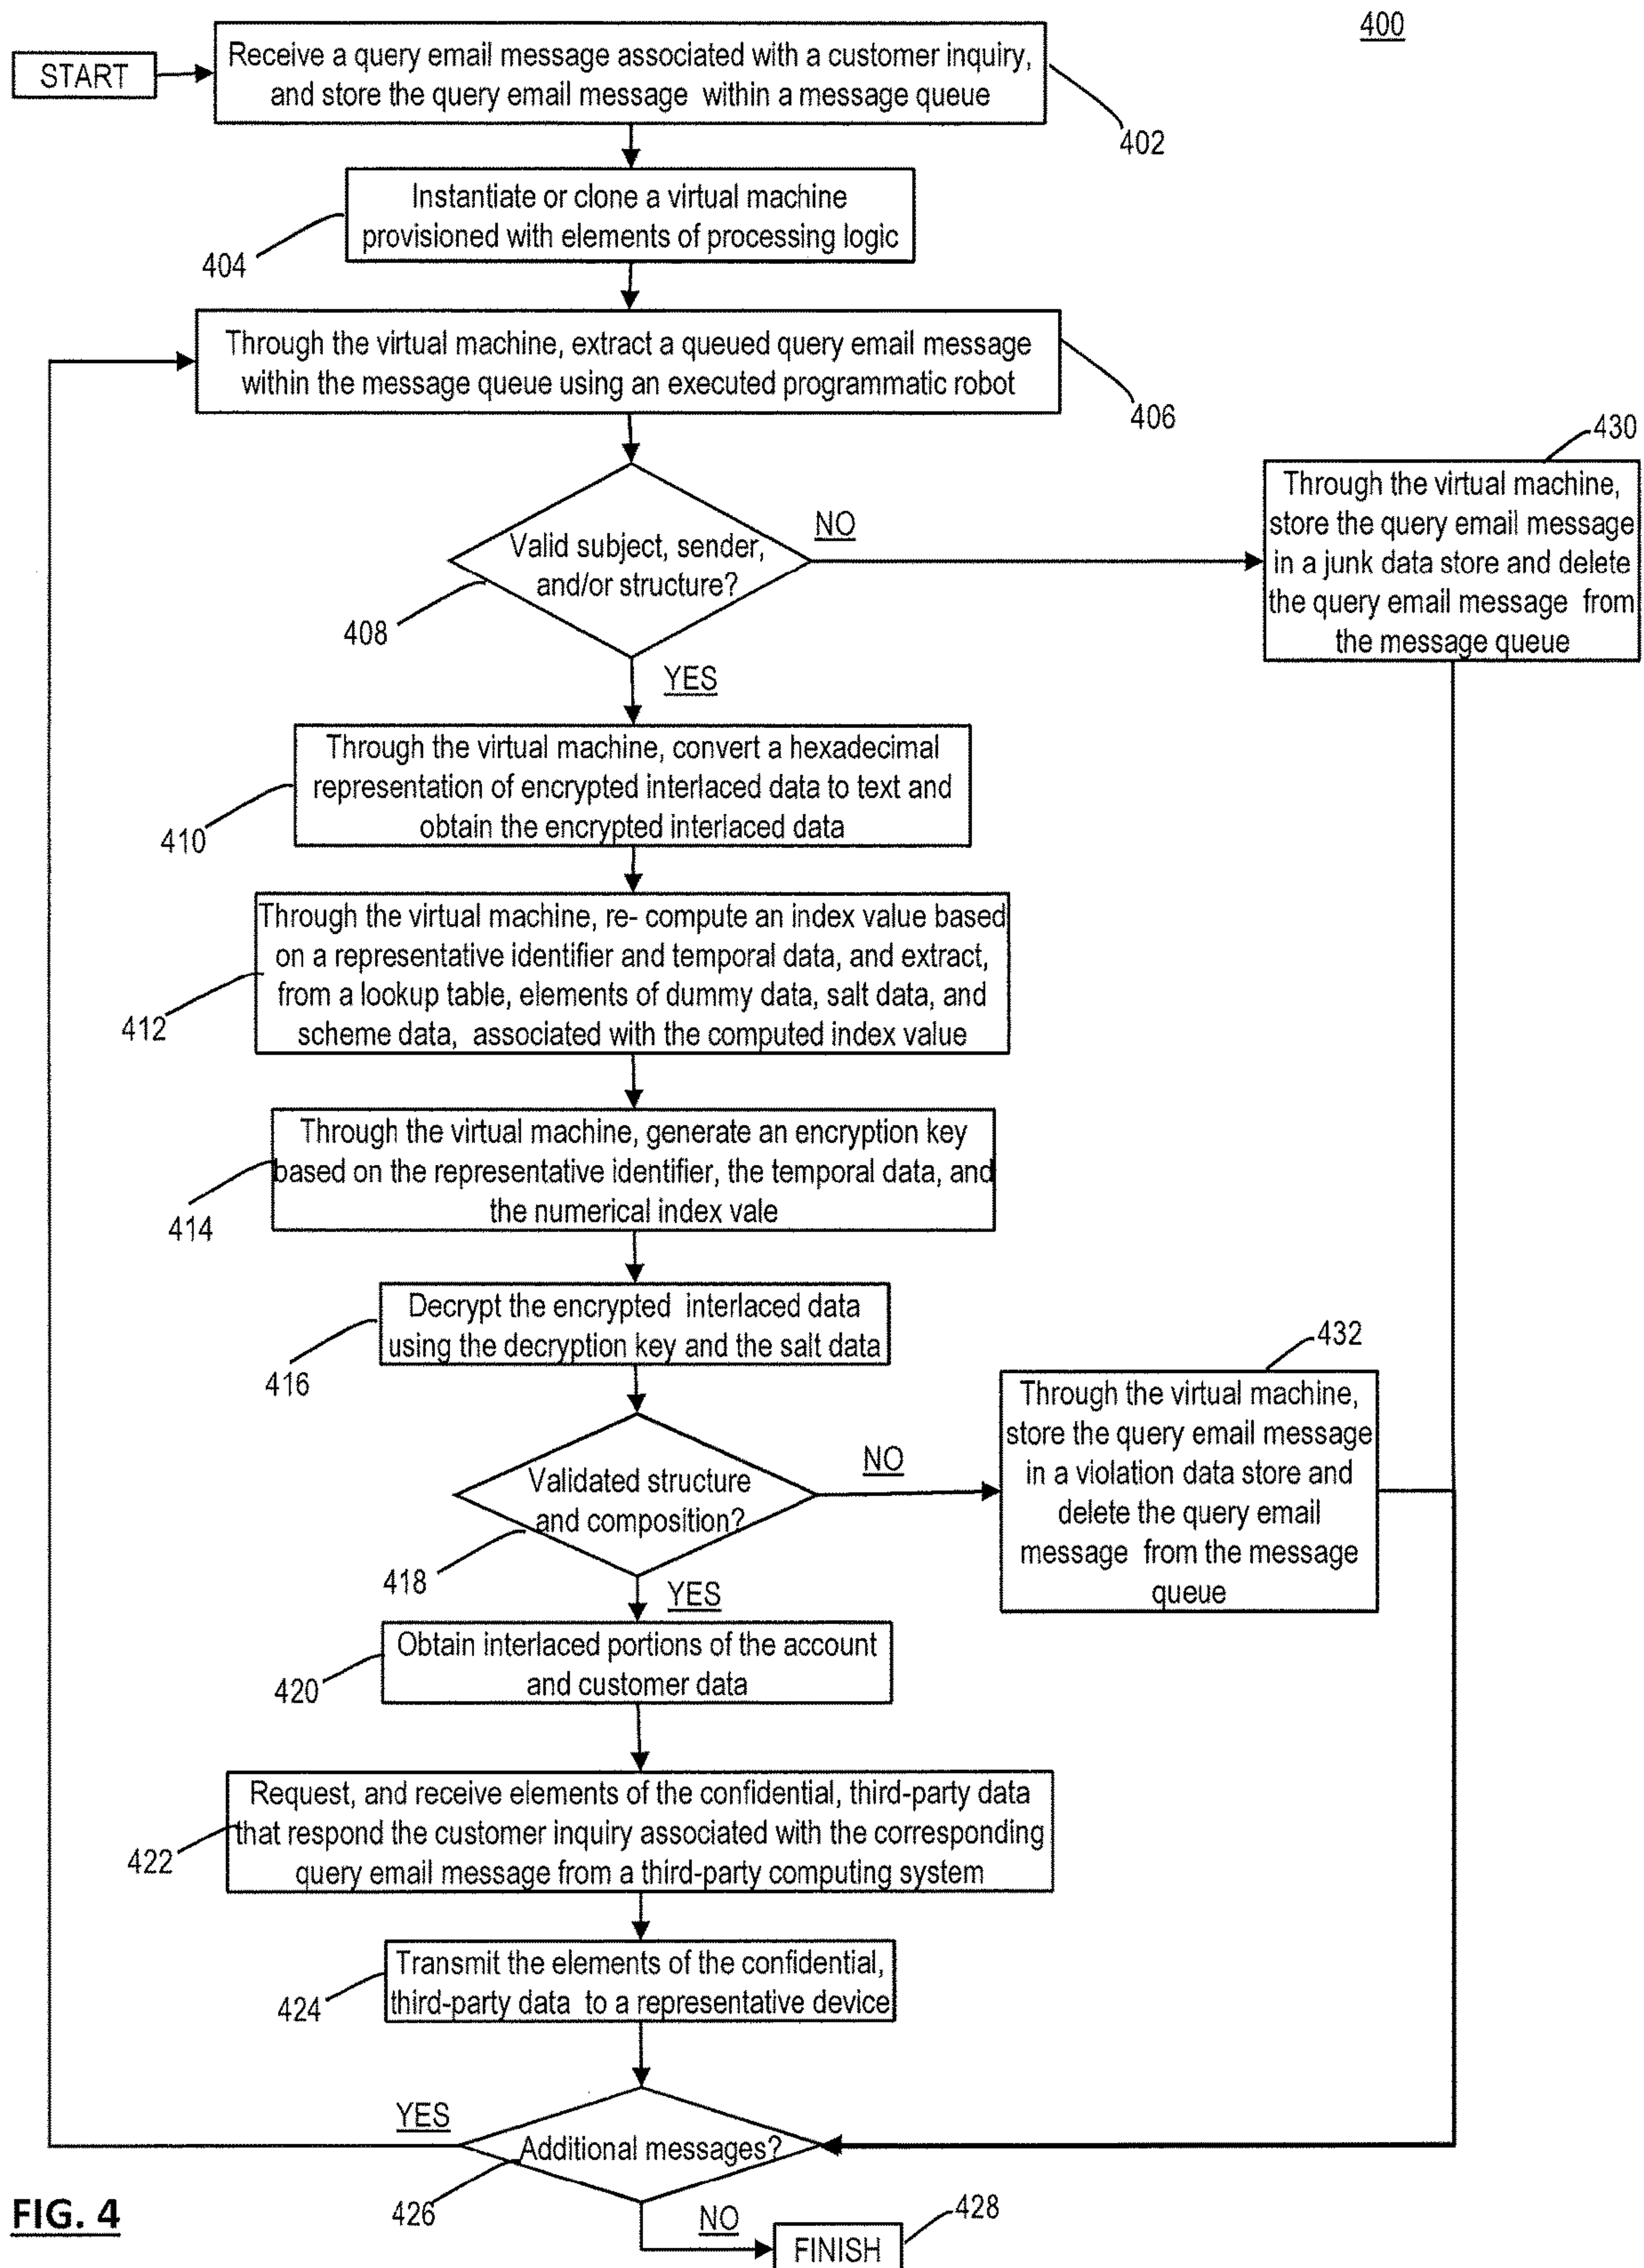 400
START
Receive a query email message associated with a customer inquiry,
and store the query email message within a message queue
402
Instantiate or clone a virtual machine
provisioned with elements of processing logic
404
Through the virtual machine, extract a queued query email message
within the message queue using an executed programmatic robot
406
Valid subject, sender,
and/or structure?
408
NO
430
Through the virtual machine,
store the query email message
in a junk data store and delete
the query email message from
the message queue
YES
Through the virtual machine, convert a hexadecimal
representation of encrypted interlaced data to text and
obtain the encrypted interlaced data
410
Through the virtual machine, re- compute an index value based
on a representative identifier and temporal data, and extract,
from a lookup table, elements of dummy data, salt data, and
scheme data, associated with the computed index value
412
Through the virtual machine, generate an encryption key
based on the representative identifier, the temporal data, and
the numerical index vale
414
Decrypt the encrypted interlaced data
using the decryption key and the salt data
416
Validated structure
and composition?
418
NO
432
Through the virtual machine,
store the query email message
in a violation data store and
delete the query email
message from the message
queue
YES
Obtain interlaced portions of the account
and customer data
420
Request, and receive elements of the confidential, third-party data
that respond the customer inquiry associated with the corresponding
query email message from a third-party computing system
422
Transmit the elements of the confidential,
third-party data to a representative device
424
YES
Additional messages?
426
NO
428
FINISH
FIG. 4